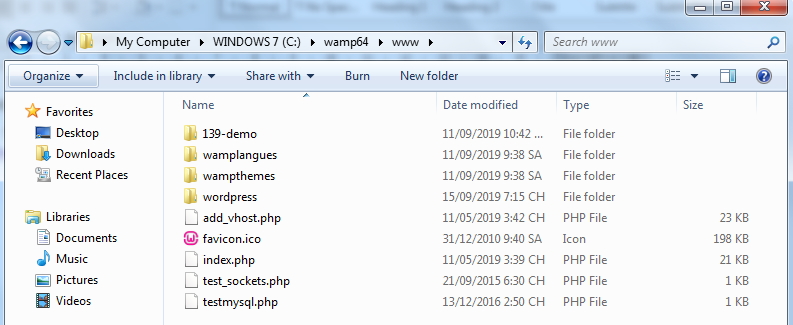 My Computer WINDOWS 7 (C:) wamp64 www Search www
Organize Include in library Share with Burn New folder
Name Date modified Type Size
Favorites
Desktop
Downloads
Recent Places
Libraries
Documents
Music
Pictures
Videos
139-demo 11/09/2019 10:42 ... File folder
wamplangues 11/09/2019 9:38 SA File folder
wampthemes 11/09/2019 9:38 SA File folder
wordpress 15/09/2019 7:15 CH File folder
add_vhost.php 11/05/2019 3:42 CH PHP File 23 KB
favicon.ico 31/12/2010 9:40 SA Icon 198 KB
index.php 11/05/2019 3:39 CH PHP File 21 KB
test_sockets.php 21/09/2015 6:30 CH PHP File 1 KB
testmysql.php 13/12/2016 2:50 CH PHP File 1 KB